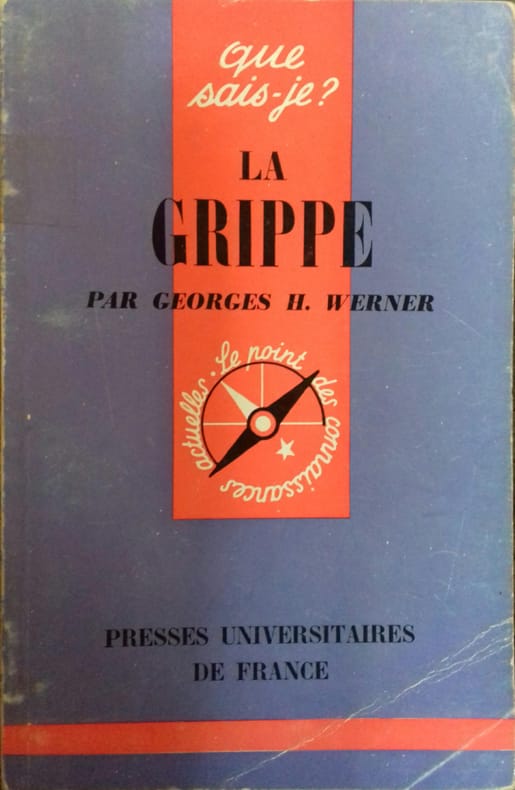 que
sais-je?
LA
GRIPPE
PAR GEORGES H. WERNER
Le point des connaissances actuelles.
PRESSES UNIVERSITAIRES
DE FRANCE